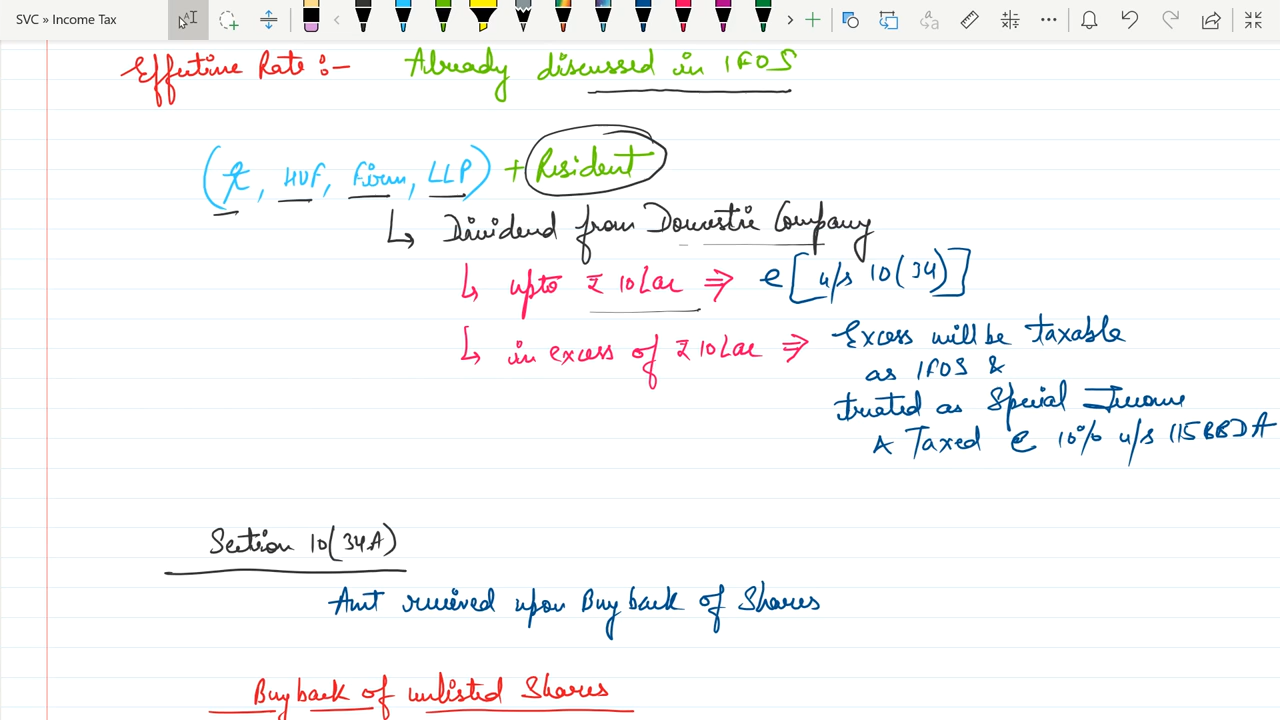 SVC » Income Tax
Effective Rate :- Already discussed in IFOS
HUF, Firm, LLP) + Resident
↳ Dividend from Domestic Company
↳ upto ₹ 10 Lac ⇒ e [u/s 10(34)]
↳ in excess of ₹ 10 Lac ⇒ Excess will be taxable
as IFOS &
treated as Special Income
& Taxed @ 10% u/s 115BBDA
Section 10(34A)
Amt received upon Buy back of Shares
Buy back of unlisted Shares